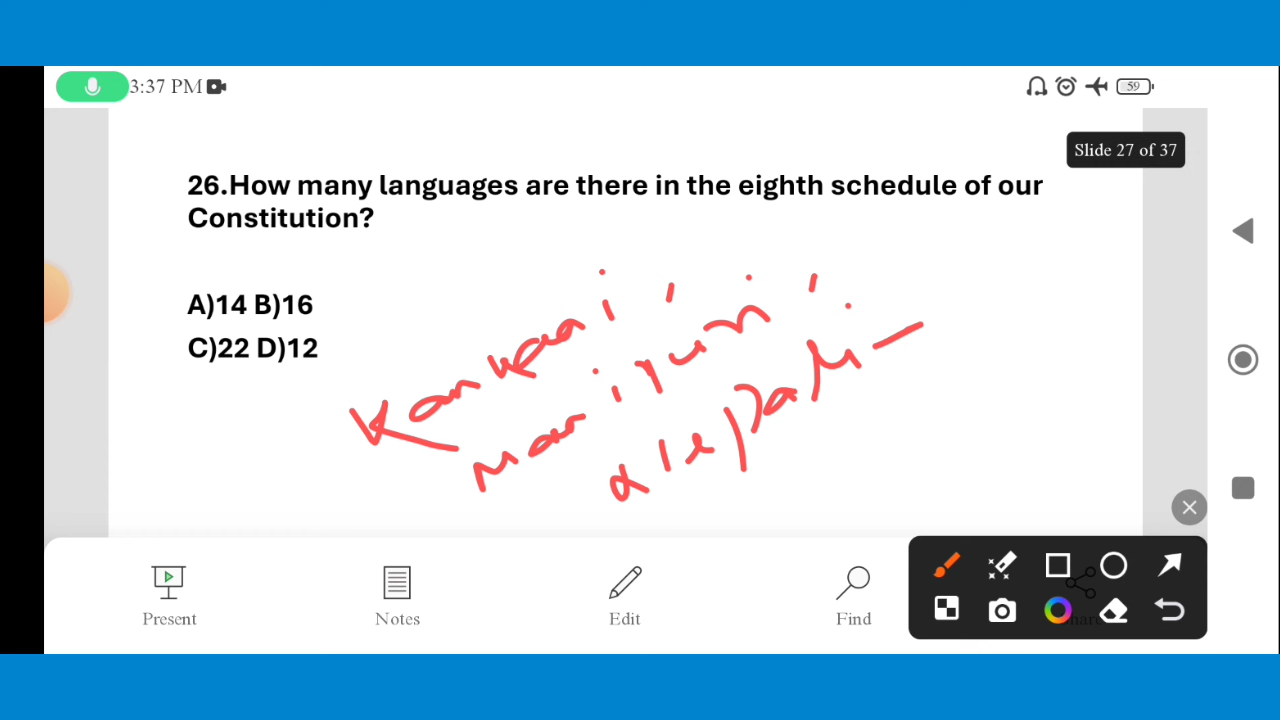 3:37 PM
59
Slide 27 of 37
26.How many languages are there in the eighth schedule of our
Constitution?
A)14 B)16
C)22 D)12
Present
Notes
Edit
Find